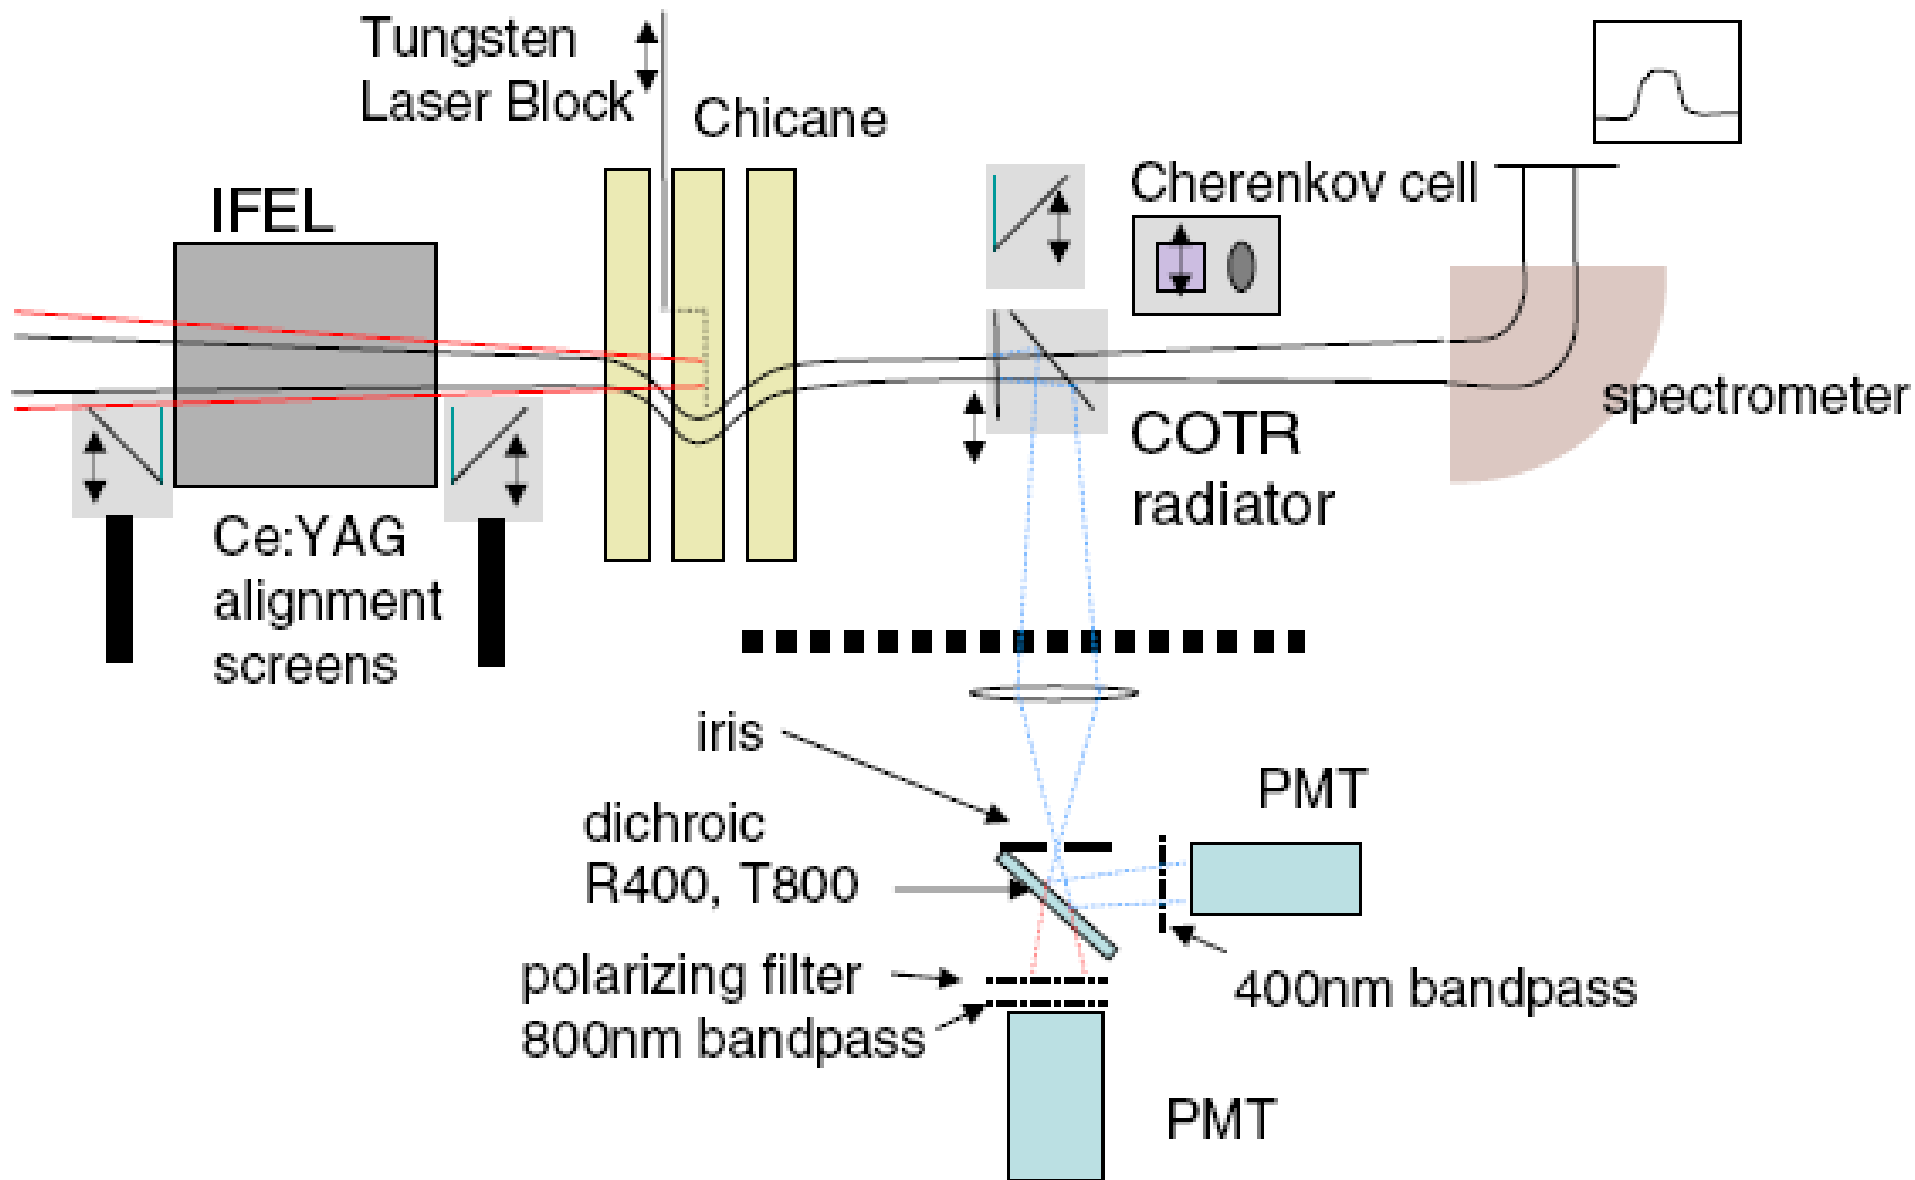 Tungsten
Laser Block
Chicane
IFEL
Cherenkov cell
spectrometer
COTR
radiator
Ce:YAG
alignment
screens
iris
PMT
dichroic
R400, T800
polarizing filter
800nm bandpass
400nm bandpass
PMT